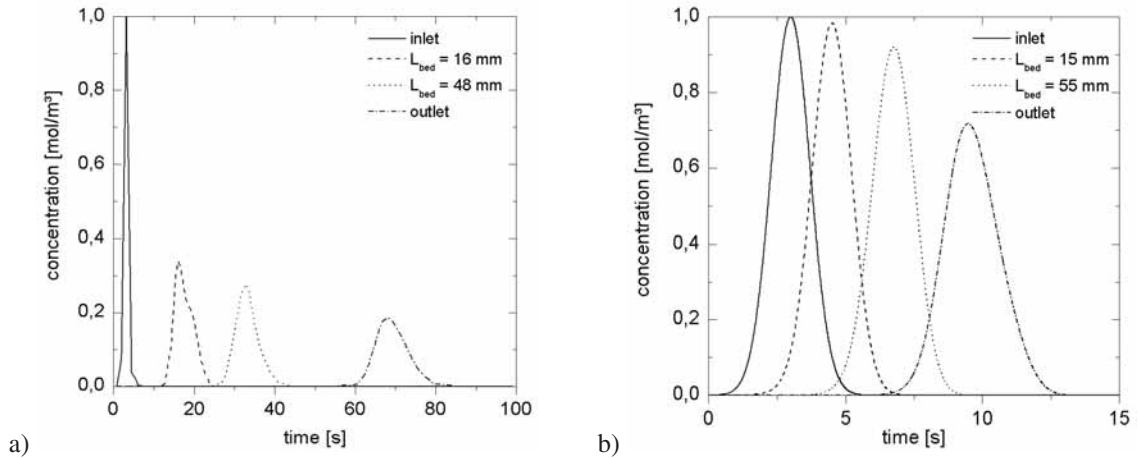 1,0
0,8
0,6
0,4
0,2
0,0
concentration [mol/m³]
inlet
L_bed = 16 mm
L_bed = 48 mm
outlet
0 20 40 60 80 100
time [s]
a)
1,0
0,8
0,6
0,4
0,2
0,0
concentration [mol/m³]
inlet
L_bed = 15 mm
L_bed = 55 mm
outlet
0 5 10 15
time [s]
b)